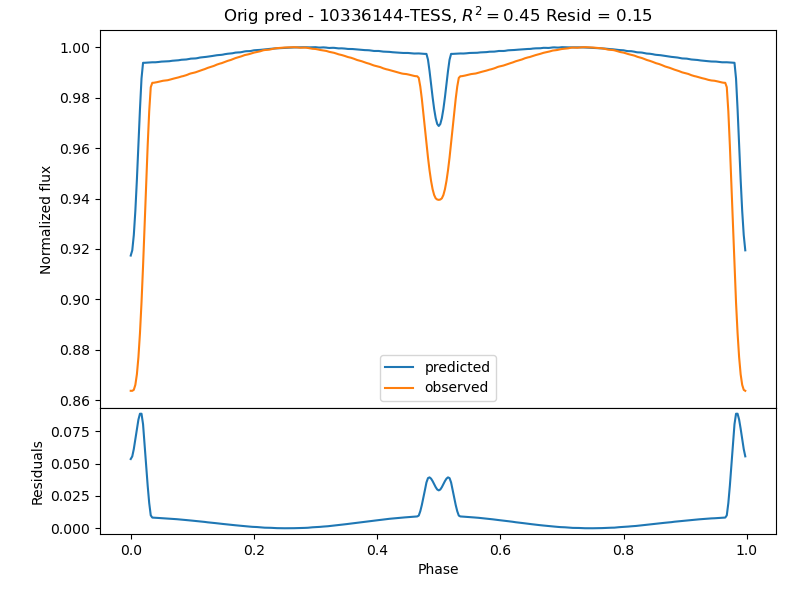 Orig pred - 10336144-TESS, R² = 0.45 Resid = 0.15
1.00
0.98
0.96
0.94
0.92
0.90
0.88
0.86
Normalized flux
predicted
observed
0.075
0.050
0.025
0.000
Residuals
0.0 0.2 0.4 0.6 0.8 1.0
Phase